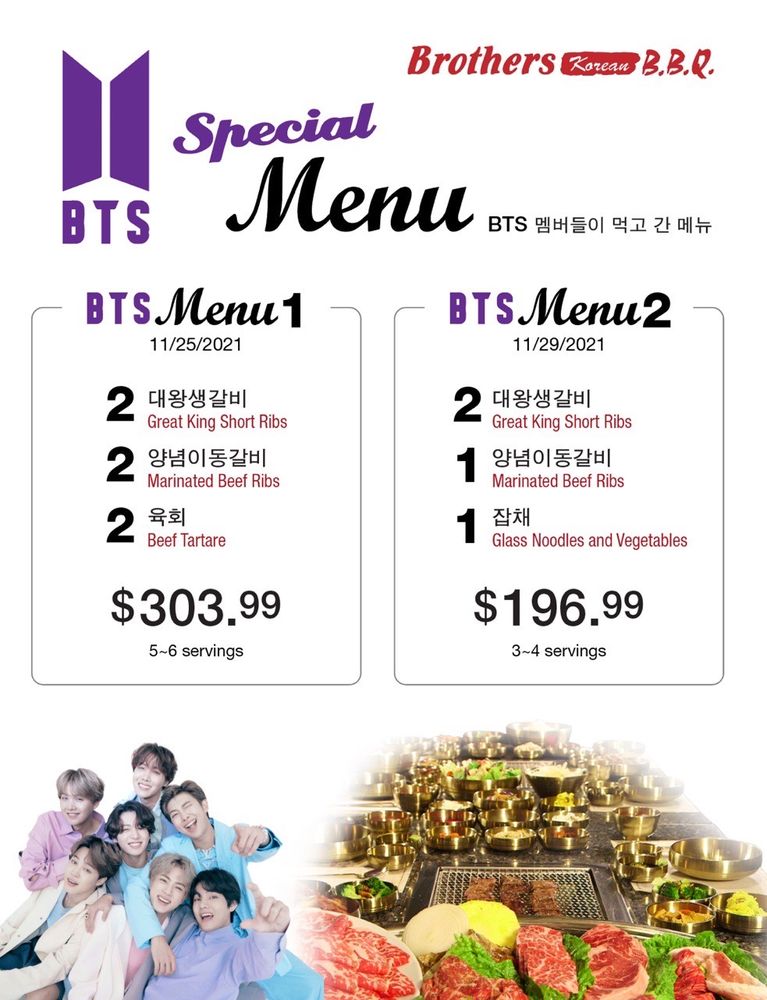 Brothers Korean B.B.Q.
BTS
Special
Menu
BTS 멤버들이 먹고 간 메뉴
BTS Menu 1
11/25/2021
2 대왕생갈비
Great King Short Ribs
2 양념이동갈비
Marinated Beef Ribs
2 육회
Beef Tartare
$303.99
5~6 servings
BTS Menu 2
11/29/2021
2 대왕생갈비
Great King Short Ribs
1 양념이동갈비
Marinated Beef Ribs
1 잡채
Glass Noodles and Vegetables
$196.99
3~4 servings